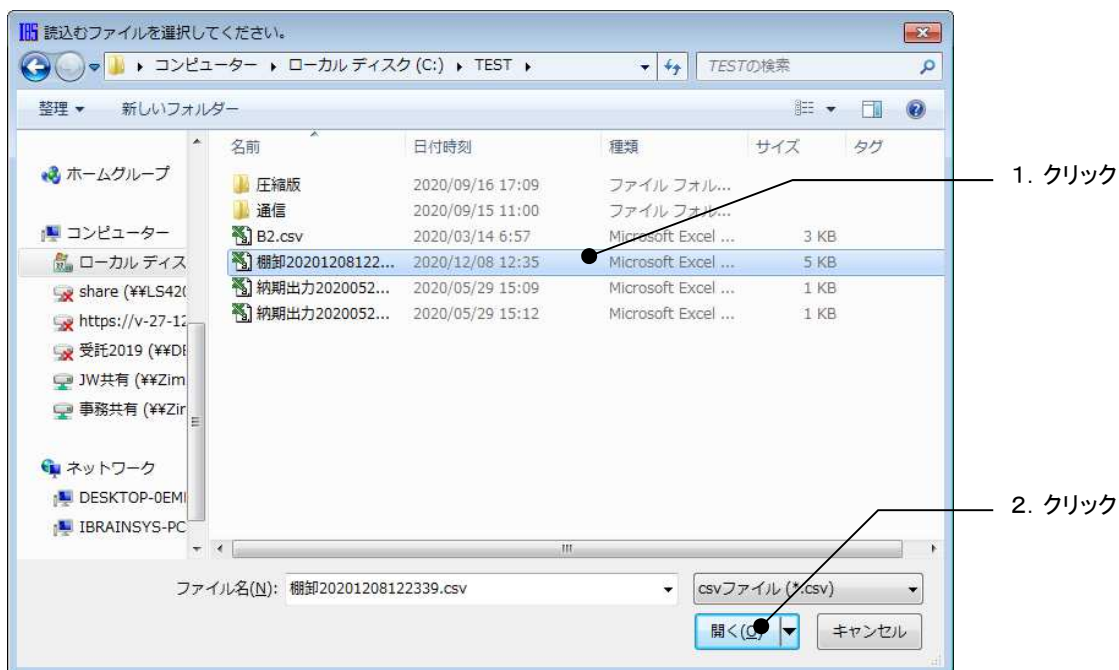 読込むファイルを選択してください。
コンピューター ▸ ローカル ディスク (C:) ▸ TEST ▸
TESTの検索
整理 新しいフォルダー
名前 日付時刻 種類 サイズ タグ
1. クリック
ホームグループ
コンピューター
ローカル ディス
share (¥¥LS420
https://v-27-12
受託2019 (¥¥DE
JW共有 (¥¥Zim
事務共有 (¥¥Zir
ネットワーク
DESKTOP-0EMI
IBRAINSYS-PC
圧縮版 2020/09/16 17:09 ファイル フォル...
通信 2020/09/15 11:00 ファイル フォル...
B2.csv 2020/03/14 6:57 Microsoft Excel ... 3 KB
棚卸20201208122... 2020/12/08 12:35 Microsoft Excel ... 5 KB
納期出力2020052... 2020/05/29 15:09 Microsoft Excel ... 1 KB
納期出力2020052... 2020/05/29 15:12 Microsoft Excel ... 1 KB
2. クリック
ファイル名(N): 棚卸20201208122339.csv
csvファイル (*.csv)
開く(O) キャンセル